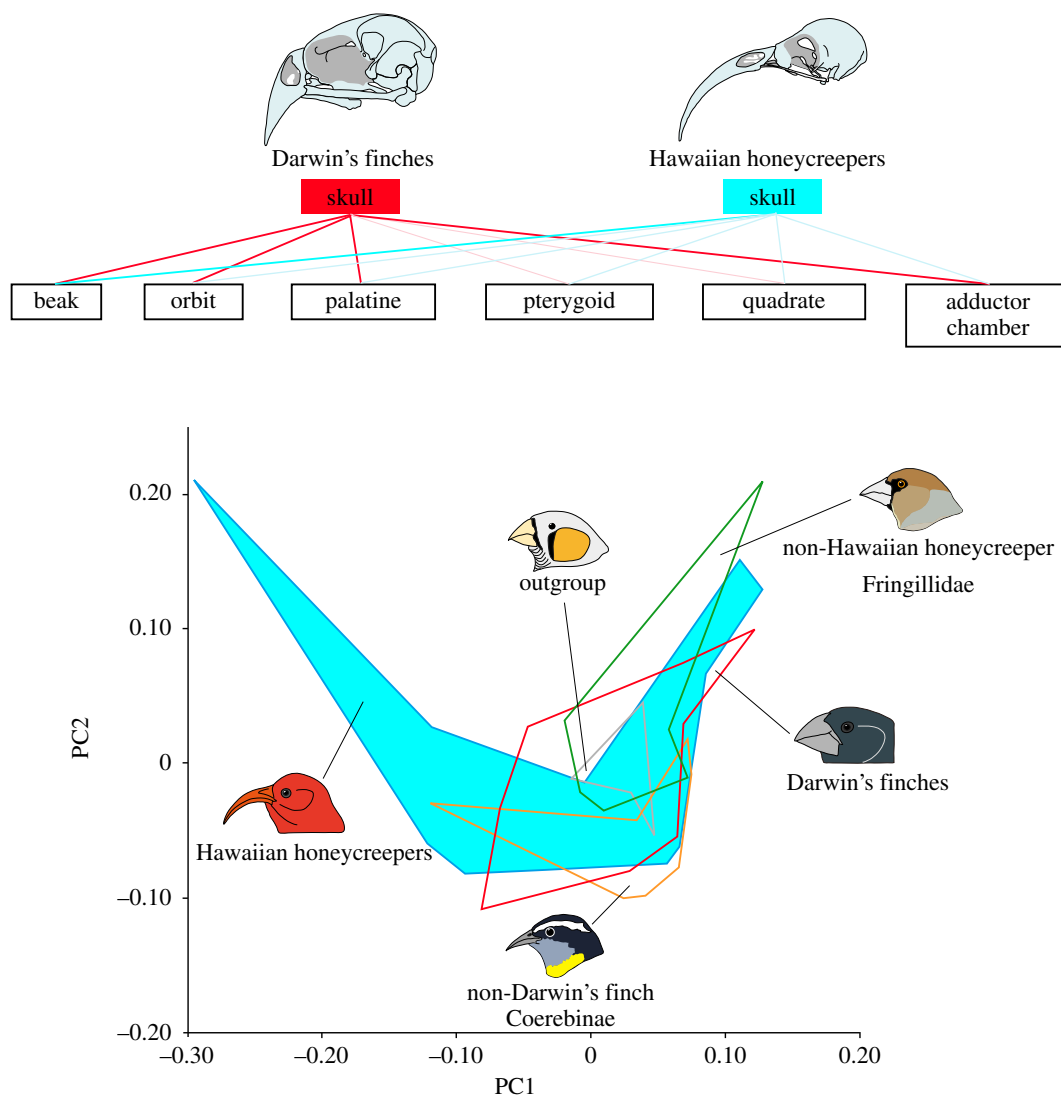 Darwin’s finches
Hawaiian honeycreepers
skull
skull
beak
orbit
palatine
pterygoid
quadrate
adductor
chamber
0.20
0.10
0
–0.10
–0.20
PC2
–0.30
–0.20
–0.10
0
0.10
0.20
PC1
outgroup
non-Hawaiian honeycreeper
Fringillidae
Darwin’s finches
Hawaiian honeycreepers
non-Darwin’s finch
Coerebinae